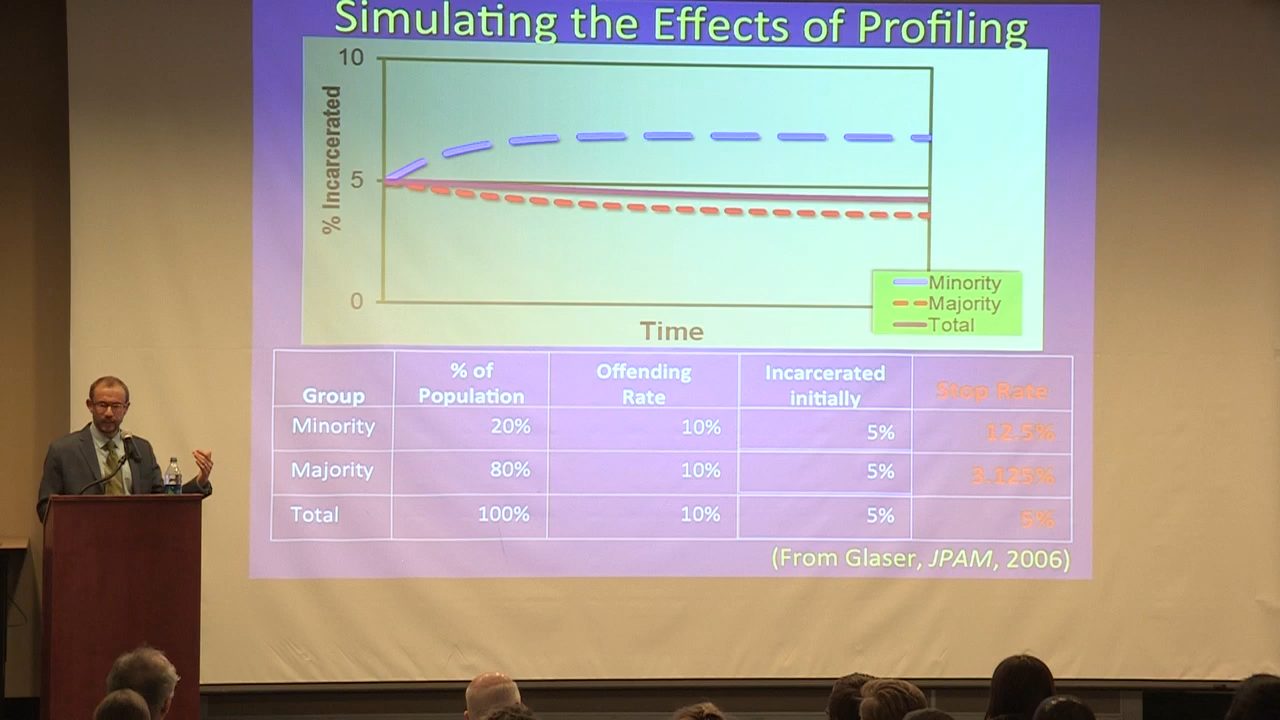 Simulating the Effects of Profiling
10
% Incarcerated
5
0
Time
Minority
Majority
Total
Group % of Population Offending Rate Incarcerated initially Stop Rate
Minority 20% 10% 5% 12.5%
Majority 80% 10% 5% 3.125%
Total 100% 10% 5% 5%
(From Glaser, JPAM, 2006)